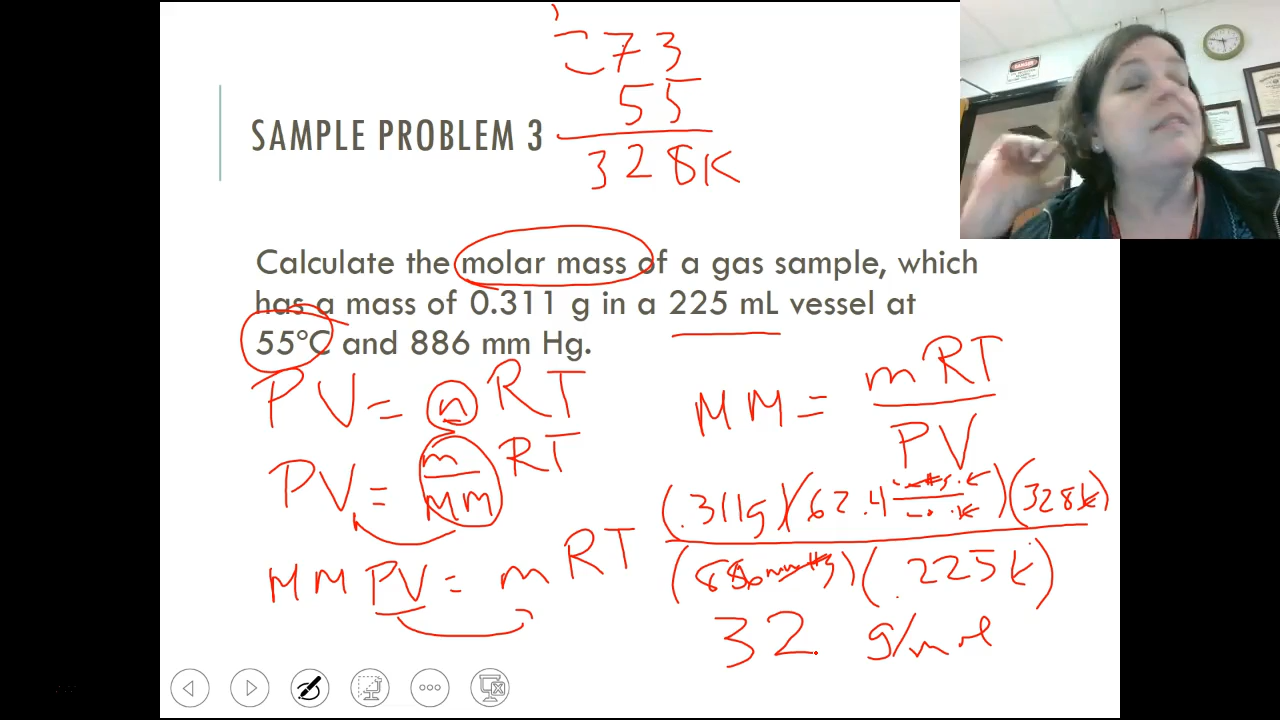 273
55
328K
SAMPLE PROBLEM 3
Calculate the molar mass of a gas sample, which
has a mass of 0.311 g in a 225 mL vessel at
55°C and 886 mm Hg.
PV = nRT
PV = m/MM RT
MM PV = mRT
MM = mRT/PV
(.311g)(62.4 )(328K)
(886mmHg)(.225L)
32. g/mol
DANGER